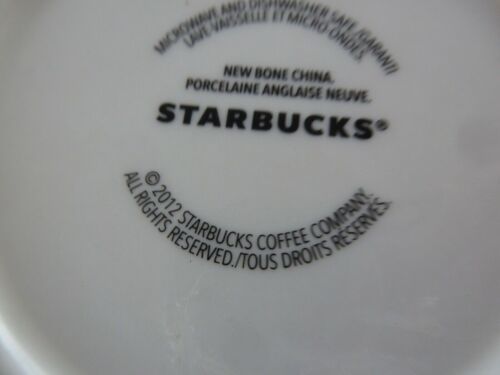 MICROWAVE AND DISHWASHER SAFE/GARANTI
LAVE VAISSELLE ET MICRO ONDES.
NEW BONE CHINA.
PORCELAINE ANGLAISE NEUVE.
STARBUCKS®
© 2012 STARBUCKS COFFEE COMPANY.
ALL RIGHTS RESERVED./TOUS DROITS RÉSERVÉS.